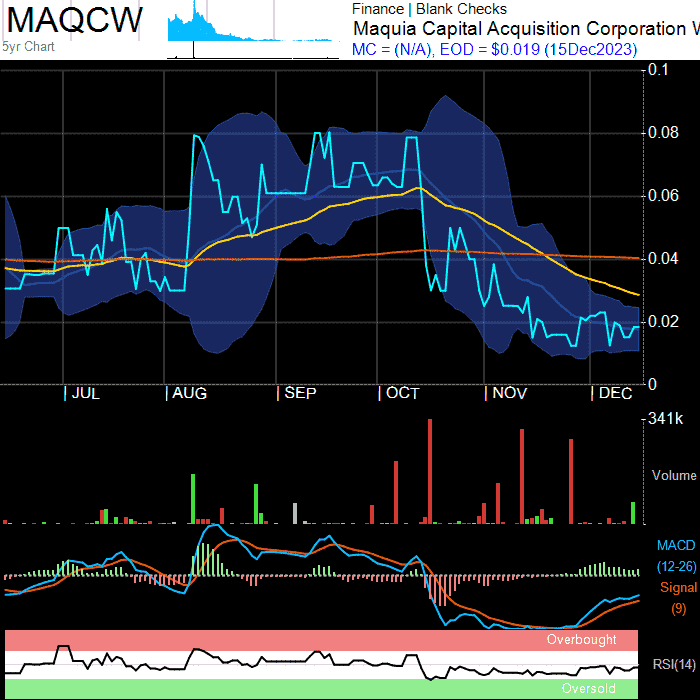 MAQCW
5yr Chart
Finance | Blank Checks
Maquia Capital Acquisition Corporation W
MC = (N/A), EOD = $0.019 (15Dec2023)
0.1
0.08
0.06
0.04
0.02
0
| JUL | AUG | SEP | OCT | NOV | DEC
341k
Volume
MACD
(12-26)
Signal
(9)
Overbought
RSI(14)
Oversold